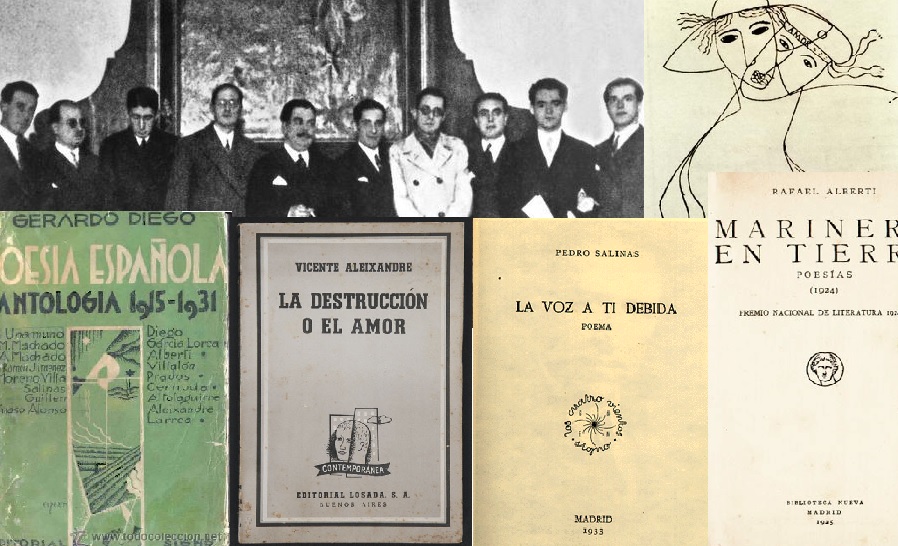 AMOR
GERARDO DIEGO
OESIA ESPAÑOLA
ANTOLOGIA 1915-1931
Unamuno
M. Machado
A. Machado
Ramón Jiménez
Moreno Villa
Salinas
Guillén
Dámaso Alonso
Diego
García Lorca
Alberti
Villalón
Prados
Cernuda
Altolaguirre
Aleixandre
Larrea
www.todocoleccion.net
VICENTE ALEIXANDRE
LA DESTRUCCIÓN
O EL AMOR
CONTEMPORÁNEA
EDITORIAL LOSADA, S. A.
BUENOS AIRES
PEDRO SALINAS
LA VOZ A TI DEBIDA
POEMA
los cuatro vientos
MADRID
1933
RAFAEL ALBERTI
MARINER
EN TIERR
POESÍAS
(1924)
PREMIO NACIONAL DE LITERATURA 192
BIBLIOTECA NUEVA
MADRID
1925